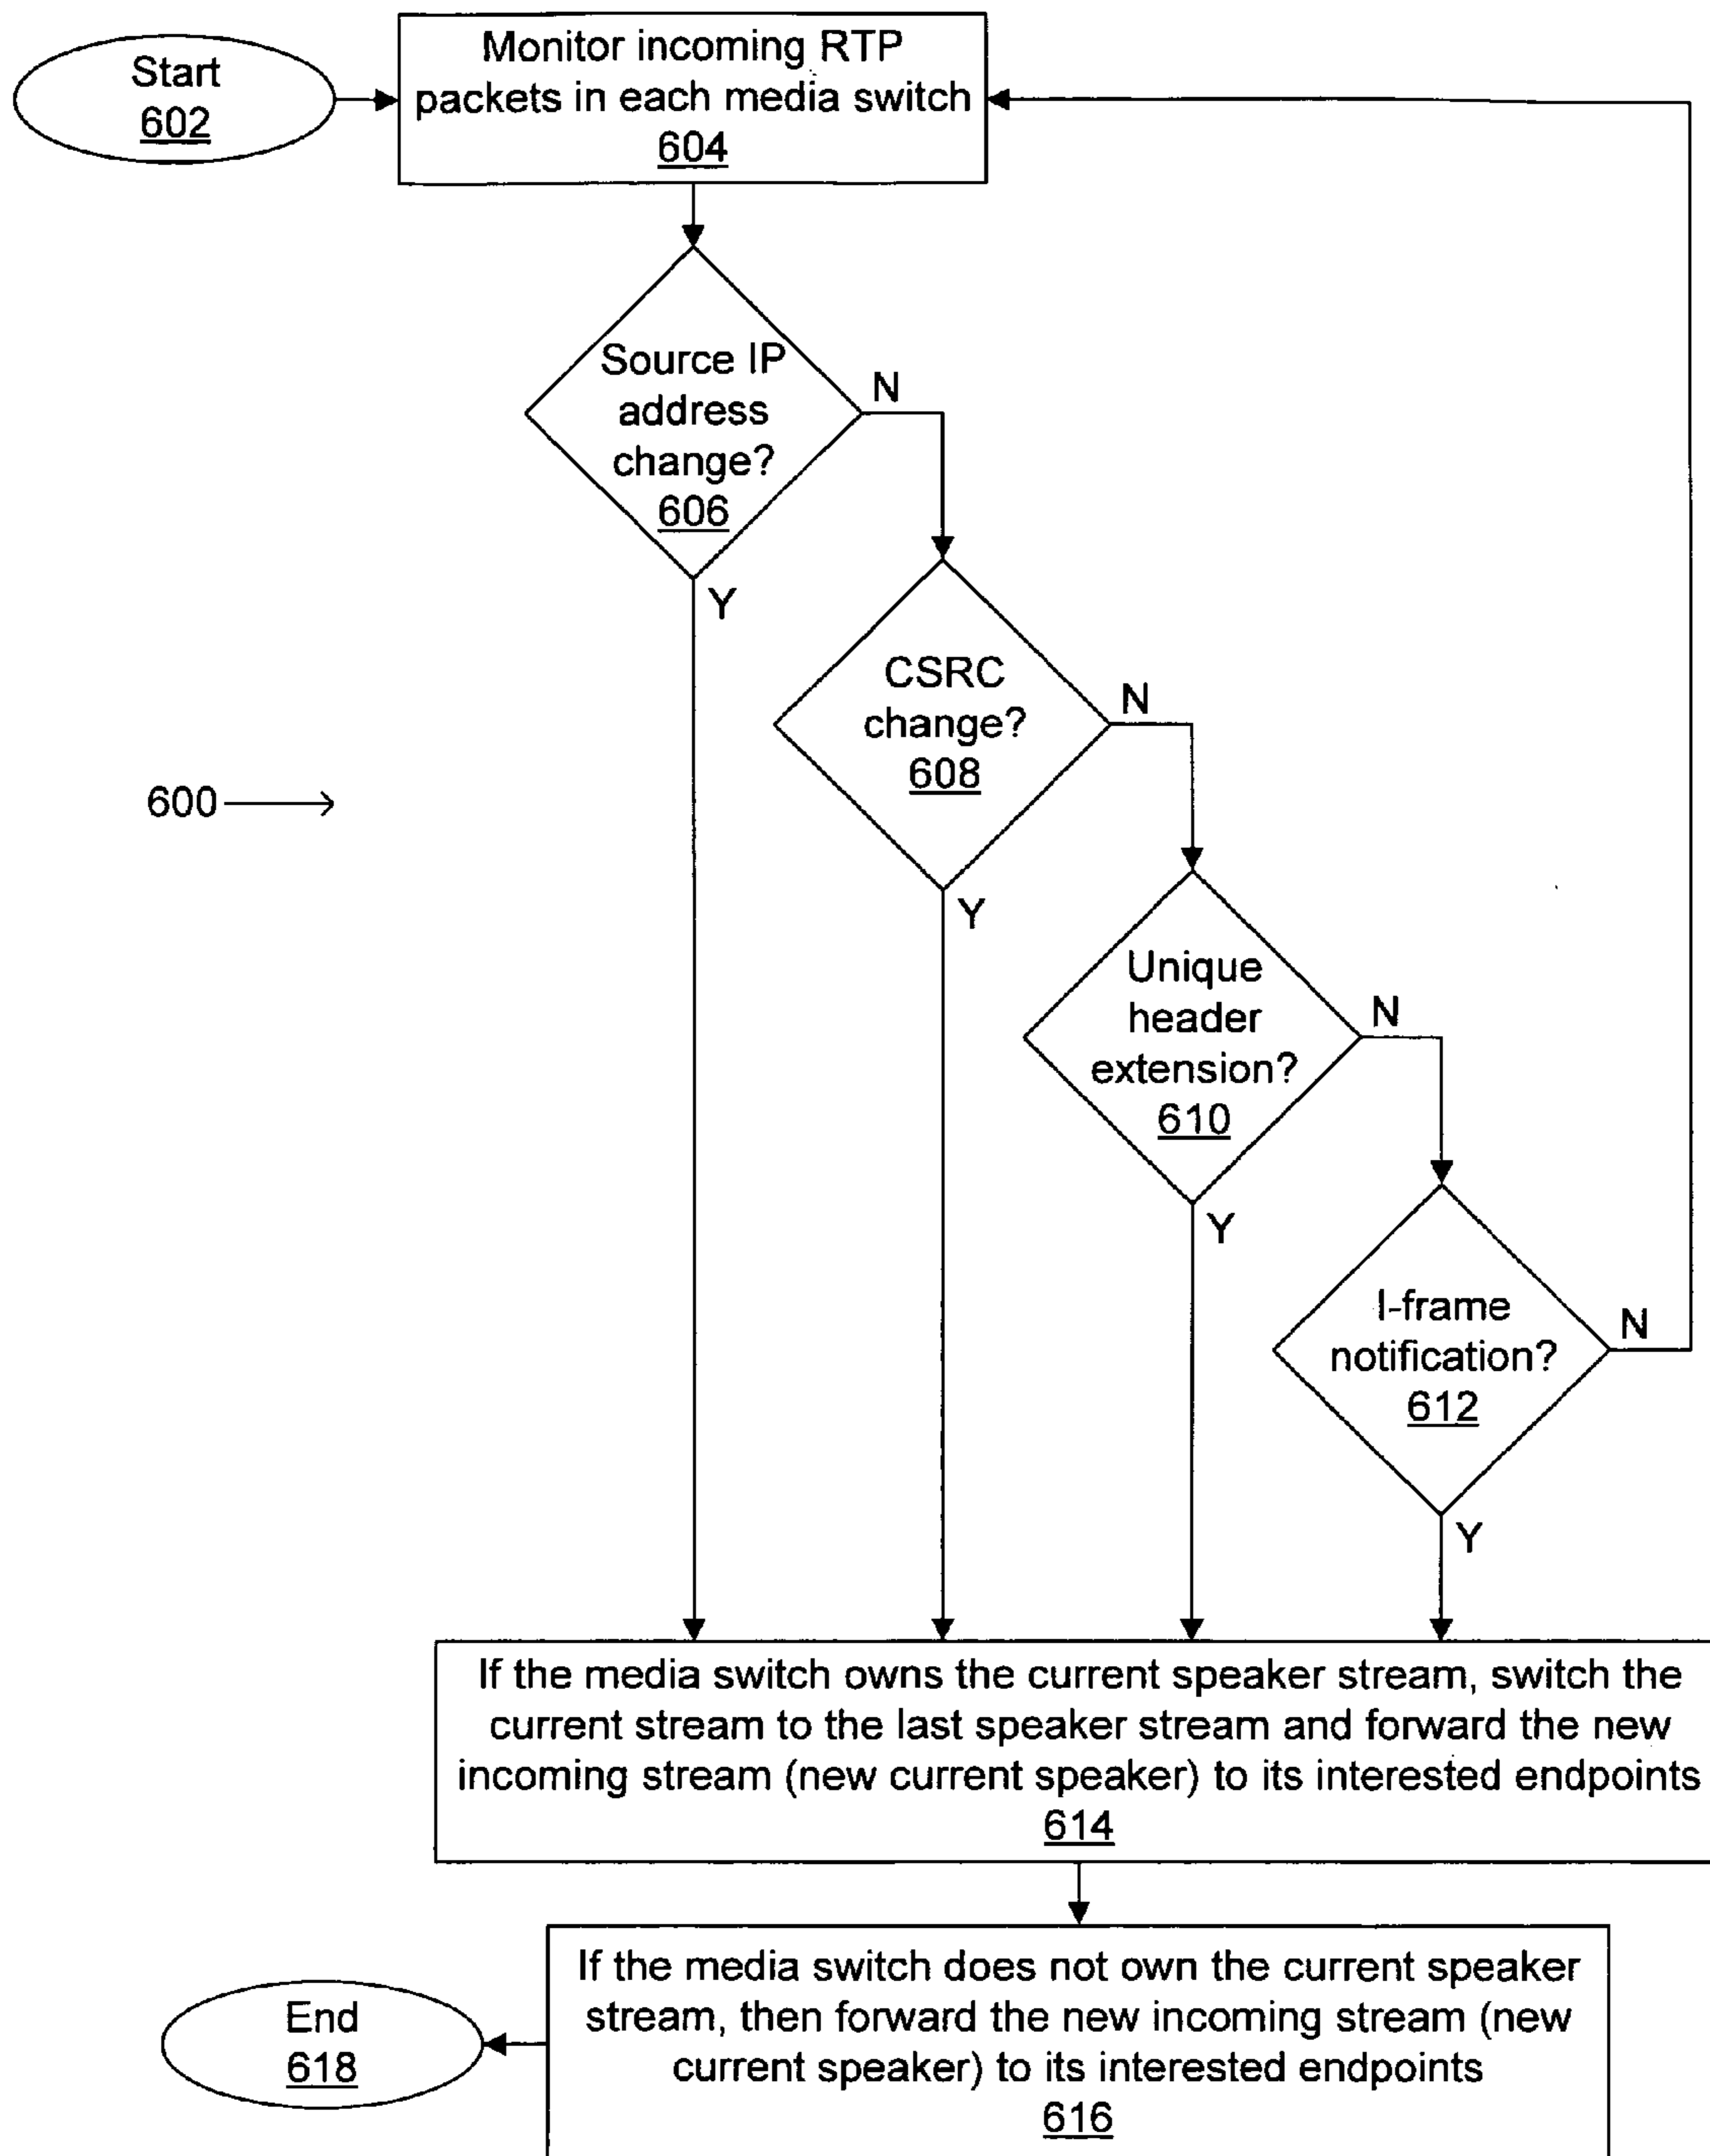 Start
602
Monitor incoming RTP
packets in each media switch
604
Source IP
address
change?
606
N
Y
CSRC
change?
608
N
Y
600
Unique
header
extension?
610
N
Y
I-frame
notification?
612
N
Y
If the media switch owns the current speaker stream, switch the
current stream to the last speaker stream and forward the new
incoming stream (new current speaker) to its interested endpoints
614
If the media switch does not own the current speaker
stream, then forward the new incoming stream (new
current speaker) to its interested endpoints
616
End
618